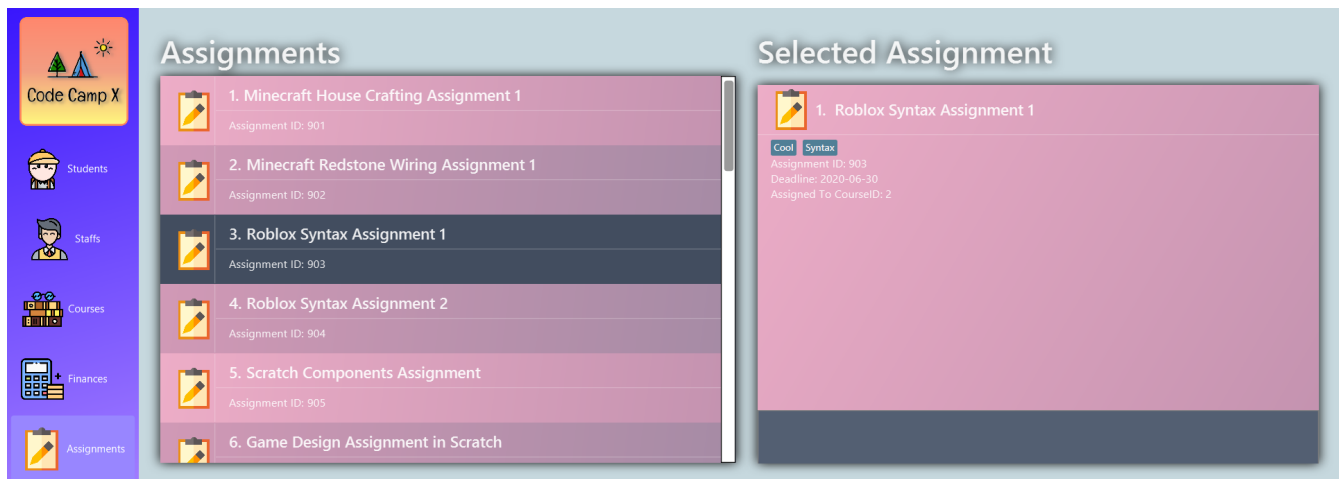 Code Camp X
Students
Staffs
Courses
Finances
Assignments
Assignments
1. Minecraft House Crafting Assignment 1
Assignment ID: 901
2. Minecraft Redstone Wiring Assignment 1
Assignment ID: 902
3. Roblox Syntax Assignment 1
Assignment ID: 903
4. Roblox Syntax Assignment 2
Assignment ID: 904
5. Scratch Components Assignment
Assignment ID: 905
6. Game Design Assignment in Scratch
Selected Assignment
1. Roblox Syntax Assignment 1
Cool Syntax
Assignment ID: 903
Deadline: 2020-06-30
Assigned To CourseID: 2